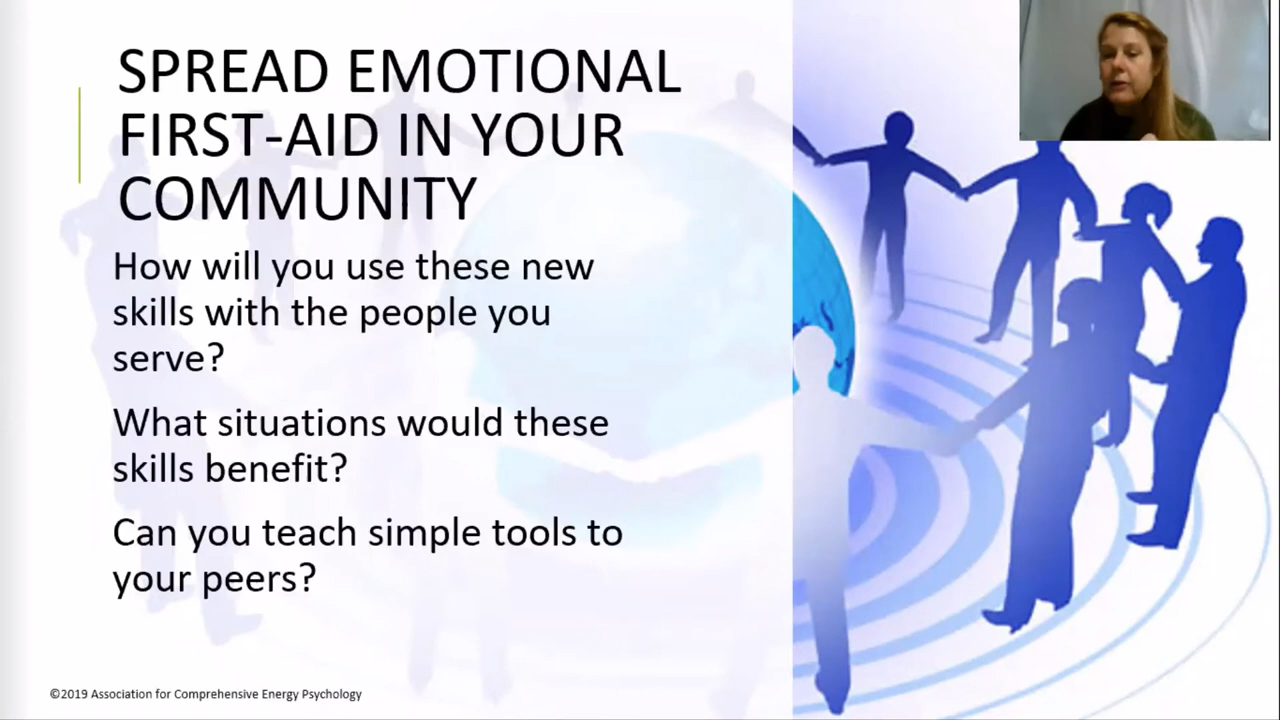 SPREAD EMOTIONAL
FIRST-AID IN YOUR
COMMUNITY
How will you use these new
skills with the people you
serve?
What situations would these
skills benefit?
Can you teach simple tools to
your peers?
©2019 Association for Comprehensive Energy Psychology